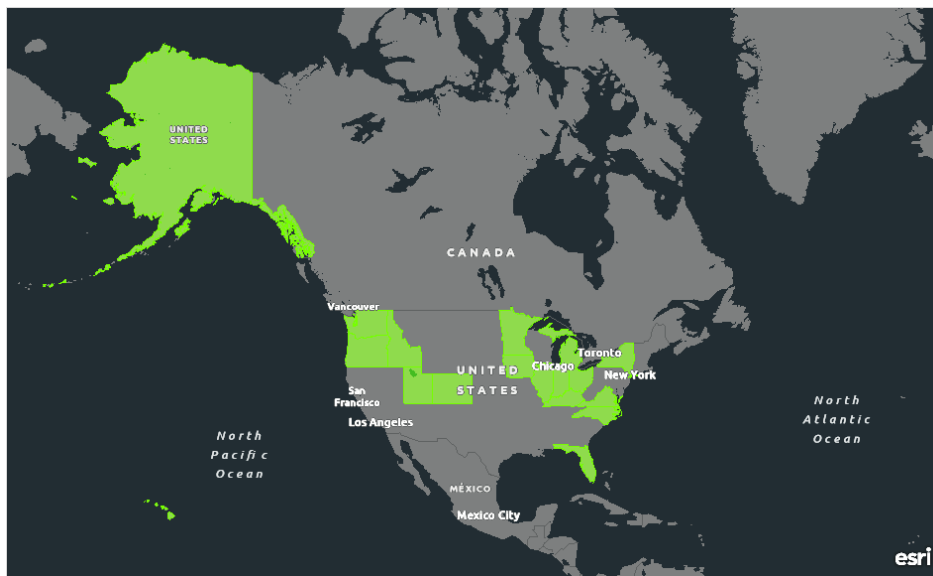 UNITED
STATES
CANADA
Vancouver
Toronto
Chicago
UNITED
New York
STATES
San
Francisco
Los Angeles
North
Atlantic
Ocean
North
Pacific
Ocean
MÉXICO
Mexico City
esri